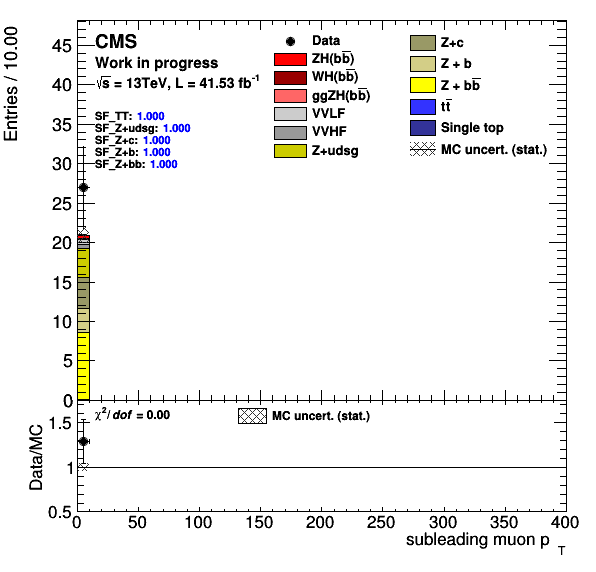 Entries / 10.00
45
40
35
30
25
20
15
10
5
0
CMS
Work in progress
√s = 13TeV, L = 41.53 fb⁻¹
SF_TT: 1.000
SF_Z+udsg: 1.000
SF_Z+c: 1.000
SF_Z+b: 1.000
SF_Z+bb: 1.000
Data
ZH(bb̅)
WH(bb̅)
ggZH(bb̅)
VVLF
VVHF
Z+udsg
Z+c
Z + b
Z + bb̅
tt̅
Single top
MC uncert. (stat.)
Data/MC
1.5
1
0.5
χ²/dof = 0.00
MC uncert. (stat.)
0 50 100 150 200 250 300 350 400
subleading muon p_T